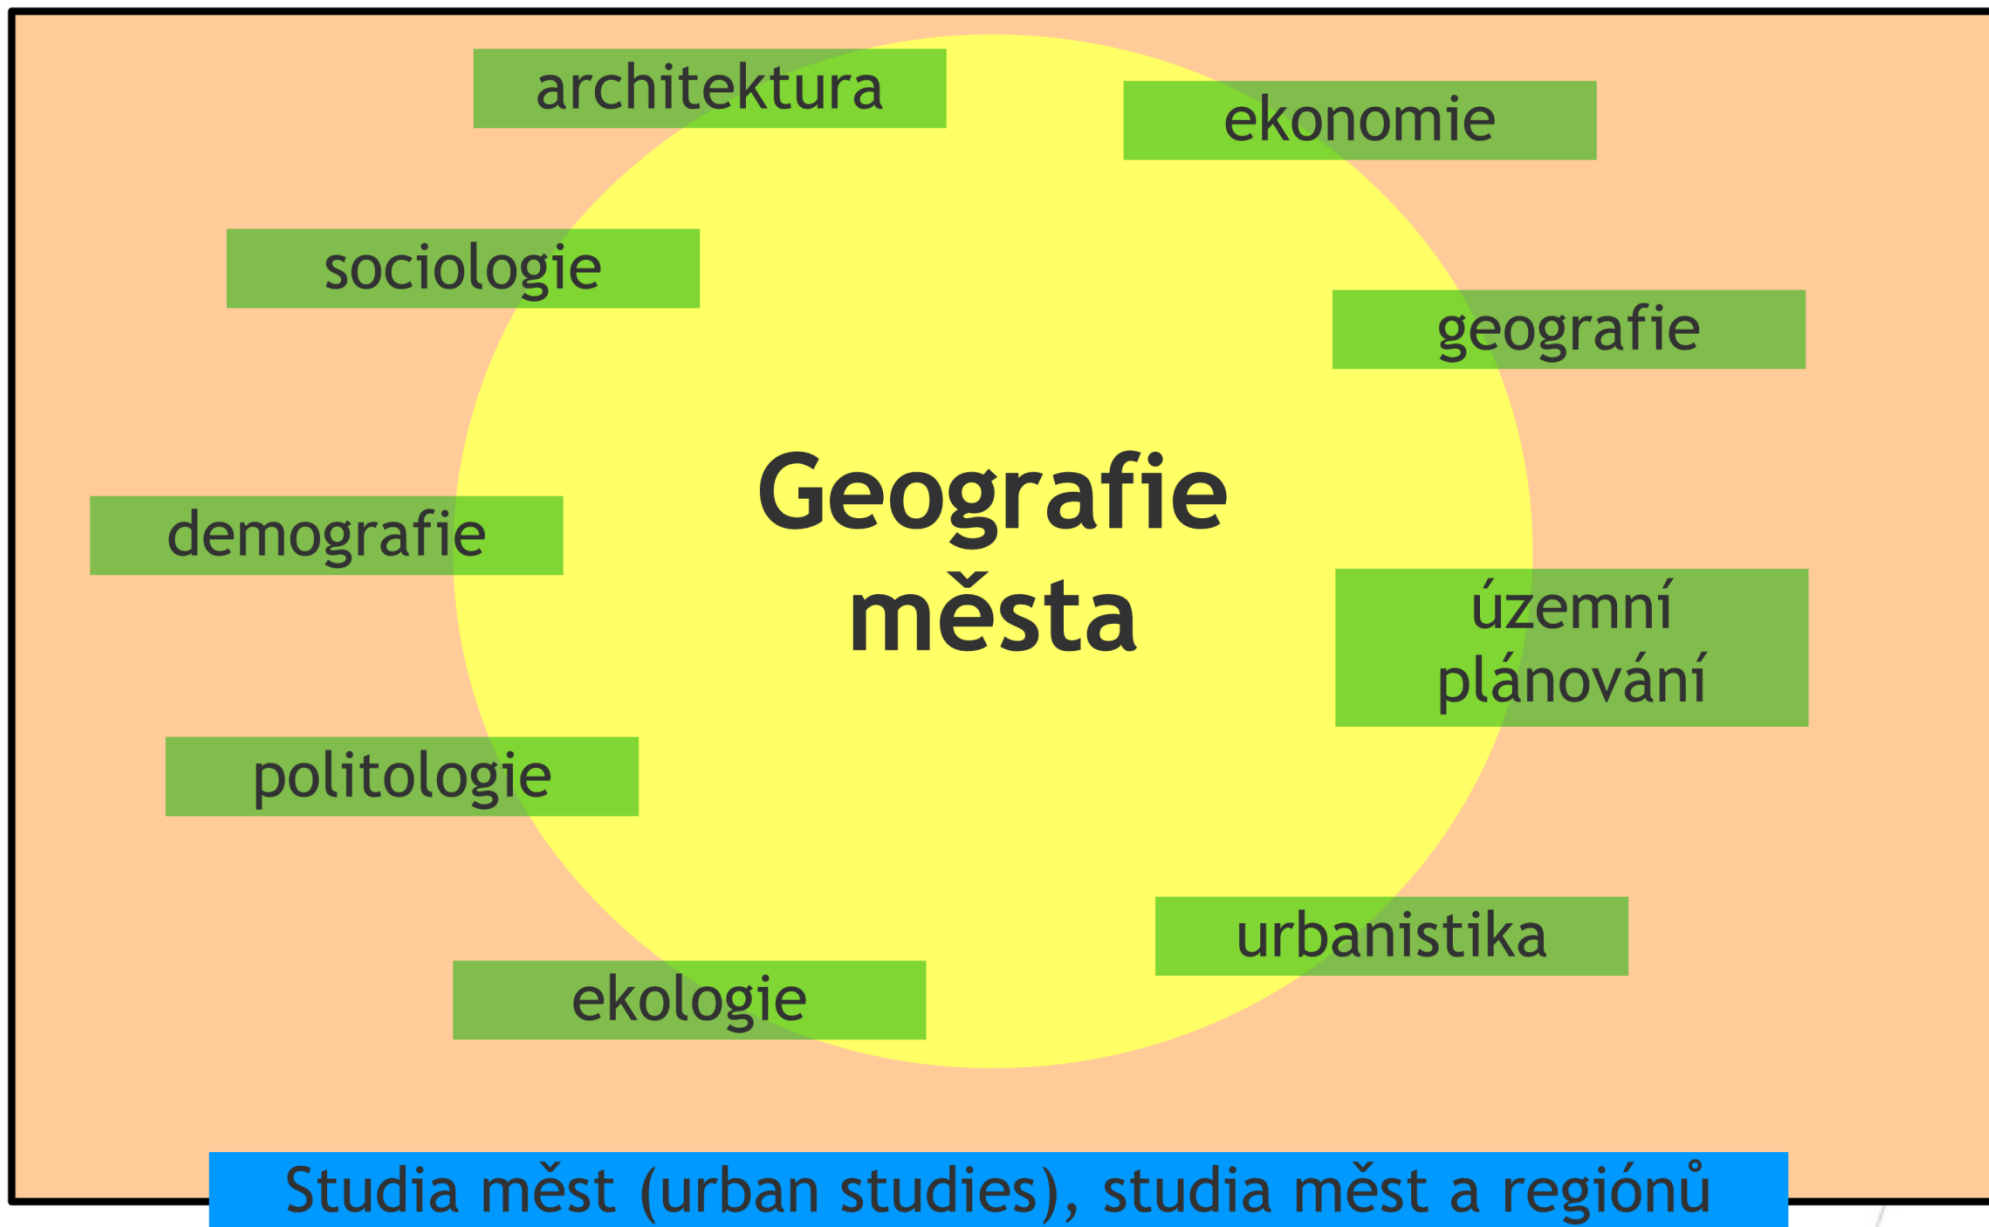 architektura
ekonomie
sociologie
geografie
Geografie
města
demografie
územní
plánování
politologie
urbanistika
ekologie
Studia měst (urban studies), studia měst a regiónů